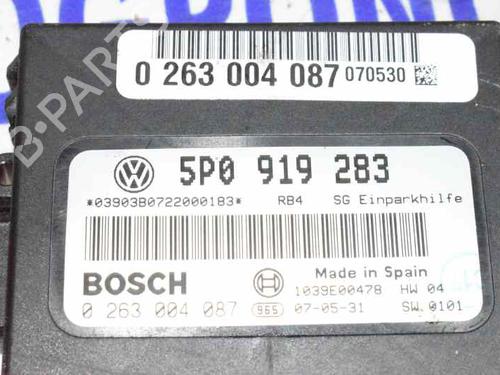 0 263 004 087 070530
5P0 919 283
*03903B0722000183* RB4 SG Einparkhilfe
BOSCH
Made in Spain
1039E00478 HW 04
0 263 004 087 965 07-05-31 SW 0101
B-PARTS